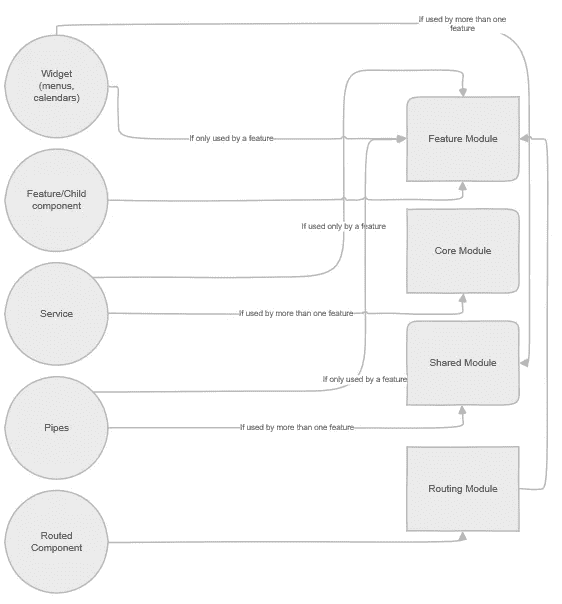 If used by more than one
feature
Widget
(menus,
calendars)
If only used by a feature
Feature Module
Feature/Child
component
If used only by a feature
Core Module
Service
If used by more than one feature
Shared Module
If only used by a feature
Pipes
If used by more than one feature
Routing Module
Routed
Component